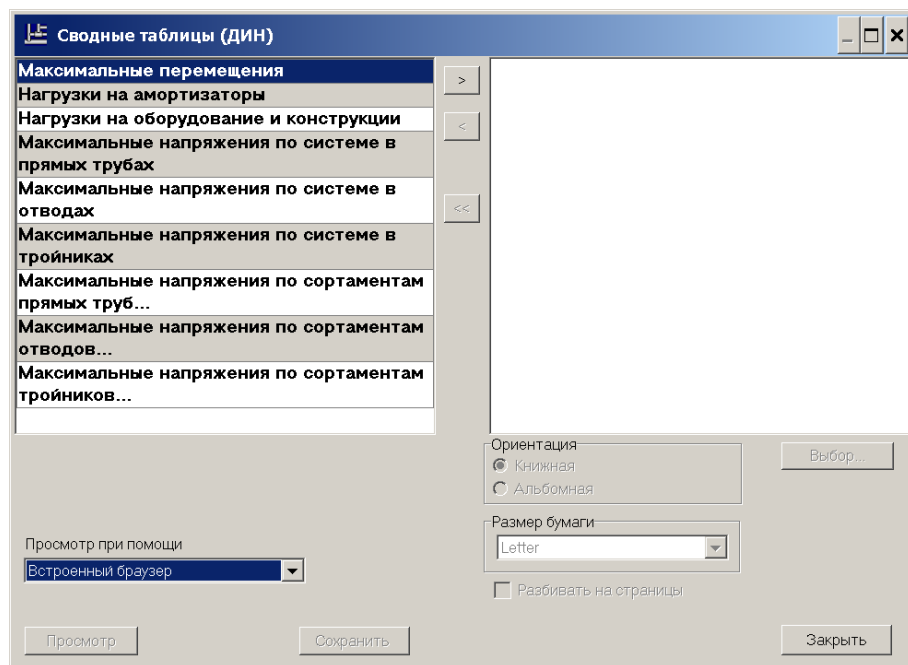 Сводные таблицы (ДИН)
Максимальные перемещения
Нагрузки на амортизаторы
Нагрузки на оборудование и конструкции
Максимальные напряжения по системе в
прямых трубах
Максимальные напряжения по системе в
отводах
Максимальные напряжения по системе в
тройниках
Максимальные напряжения по сортаментам
прямых труб...
Максимальные напряжения по сортаментам
отводов...
Максимальные напряжения по сортаментам
тройников...
>
<
<<
Ориентация
Книжная
Альбомная
Выбор...
Размер бумаги
Letter
Разбивать на страницы
Просмотр при помощи
Встроенный браузер
Просмотр
Сохранить
Закрыть